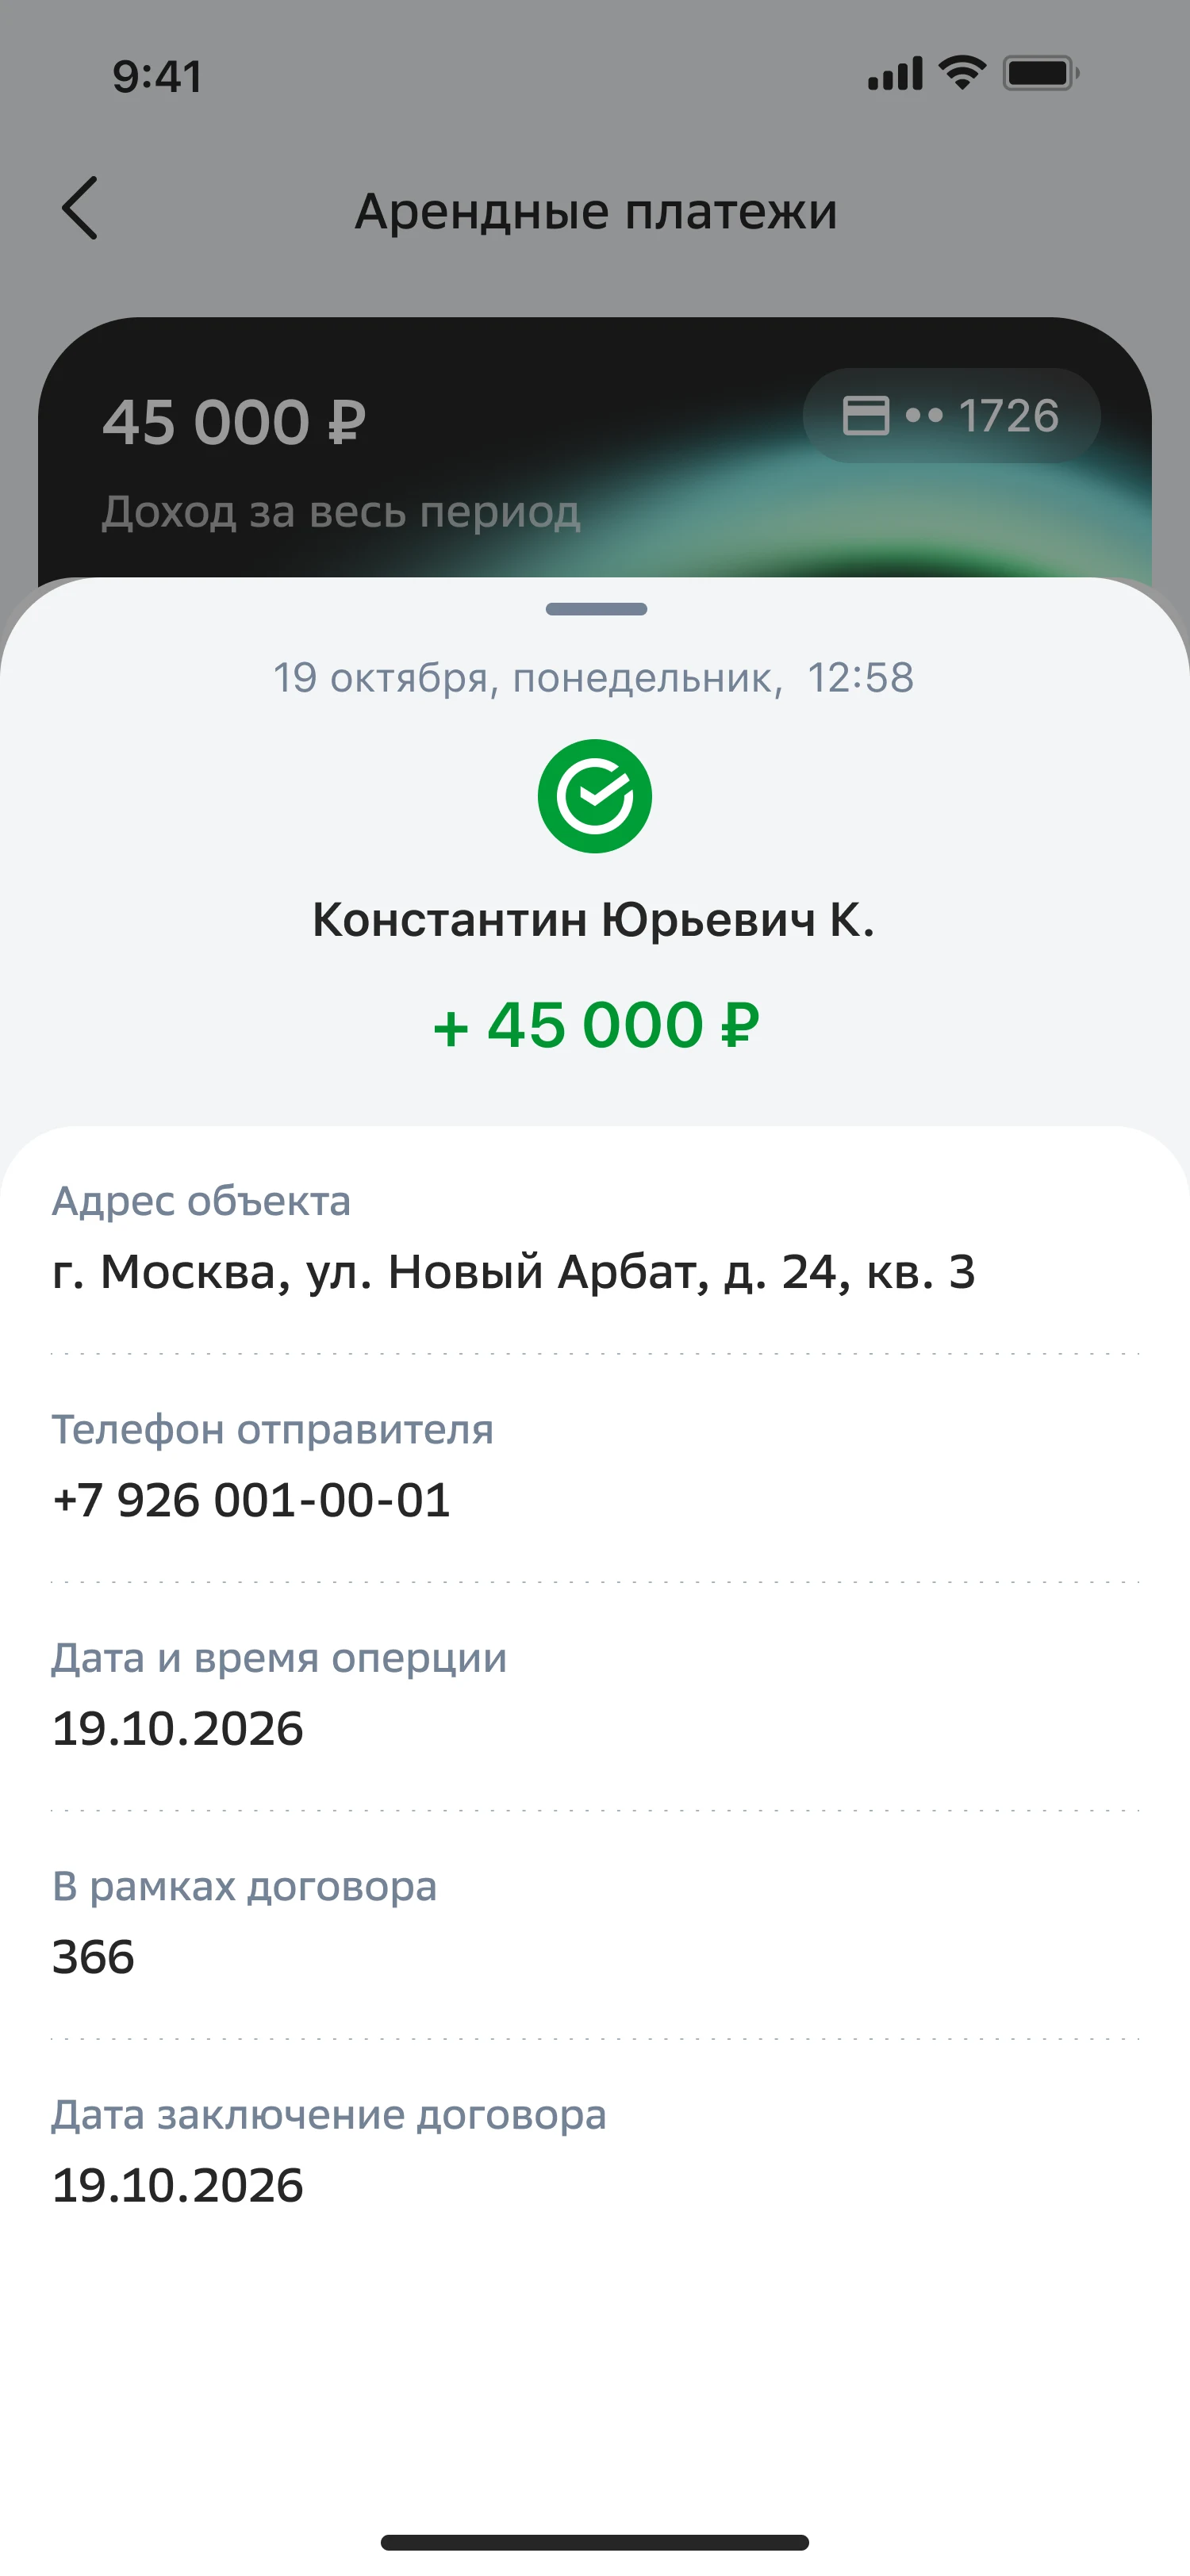 9:41
Арендные платежи
45 000 ₽
•• 1726
Доход за весь период
19 октября, понедельник, 12:58
Константин Юрьевич К.
+ 45 000 ₽
Адрес объекта
г. Москва, ул. Новый Арбат, д. 24, кв. 3
Телефон отправителя
+7 926 001-00-01
Дата и время оперции
19.10.2026
В рамках договора
366
Дата заключение договора
19.10.2026